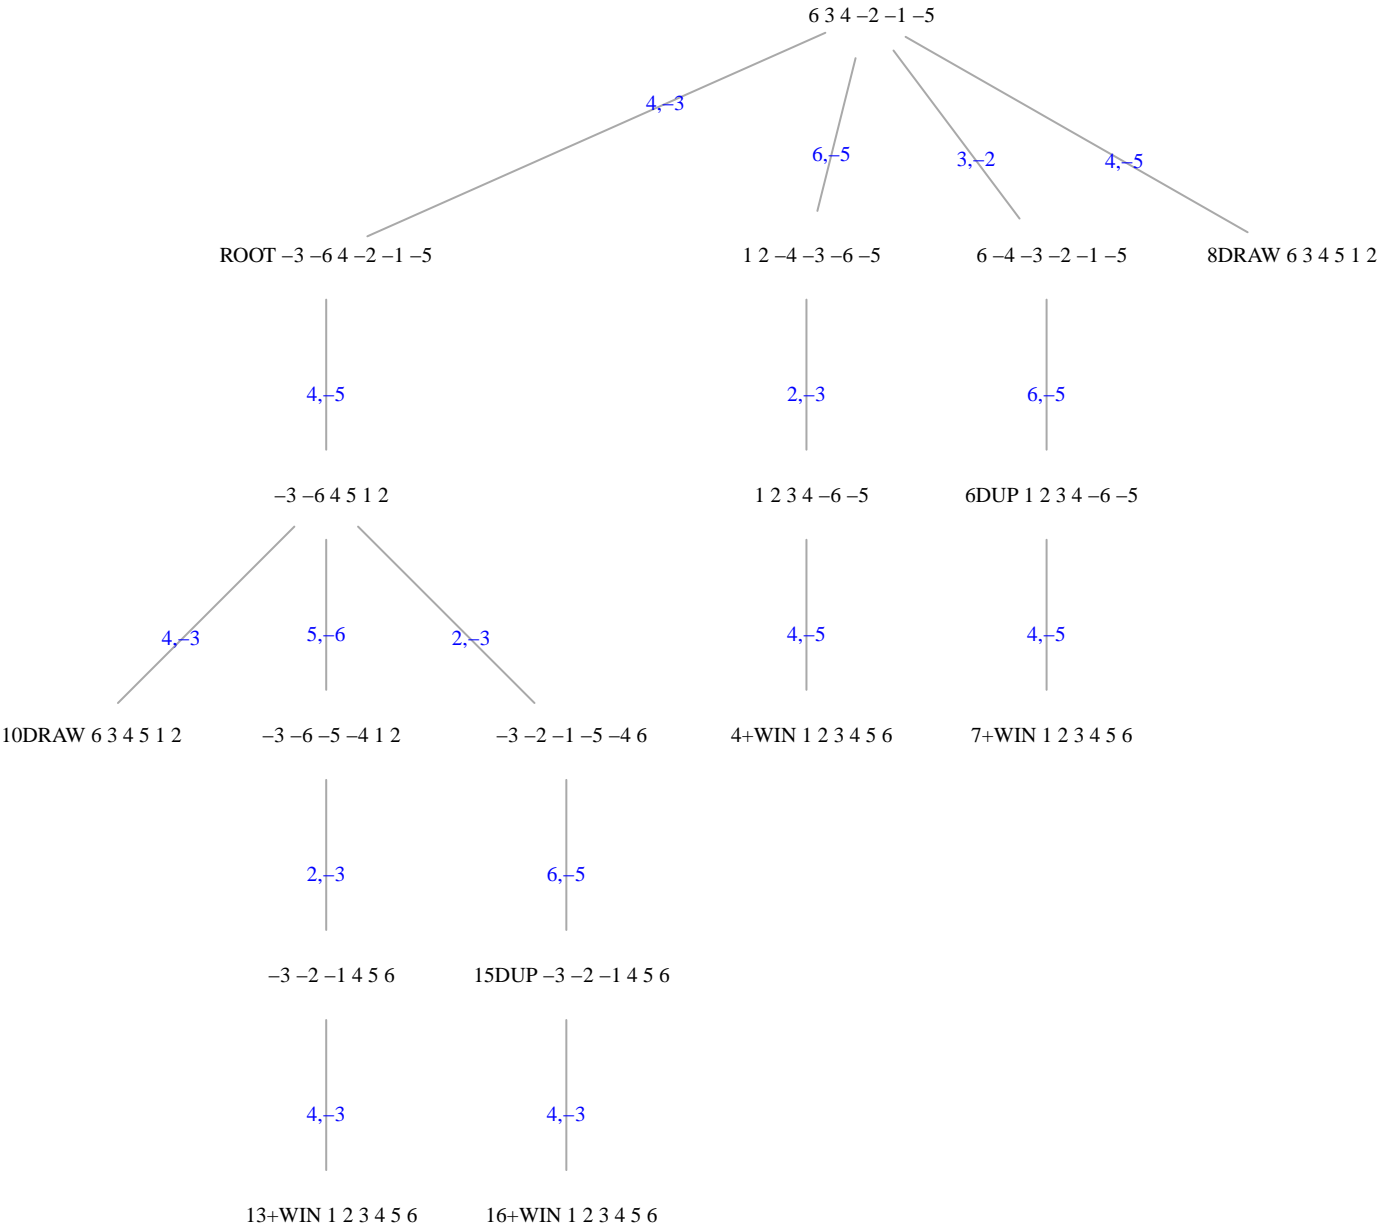 6 3 4 –2 –1 –5
4,–3
6,–5
3,–2
4,–5
ROOT –3 –6 4 –2 –1 –5
1 2 –4 –3 –6 –5
6 –4 –3 –2 –1 –5
8DRAW 6 3 4 5 1 2
4,–5
2,–3
6,–5
–3 –6 4 5 1 2
1 2 3 4 –6 –5
6DUP 1 2 3 4 –6 –5
4,–3
5,–6
2,–3
4,–5
4,–5
10DRAW 6 3 4 5 1 2
–3 –6 –5 –4 1 2
–3 –2 –1 –5 –4 6
4+WIN 1 2 3 4 5 6
7+WIN 1 2 3 4 5 6
2,–3
6,–5
–3 –2 –1 4 5 6
15DUP –3 –2 –1 4 5 6
4,–3
4,–3
13+WIN 1 2 3 4 5 6
16+WIN 1 2 3 4 5 6